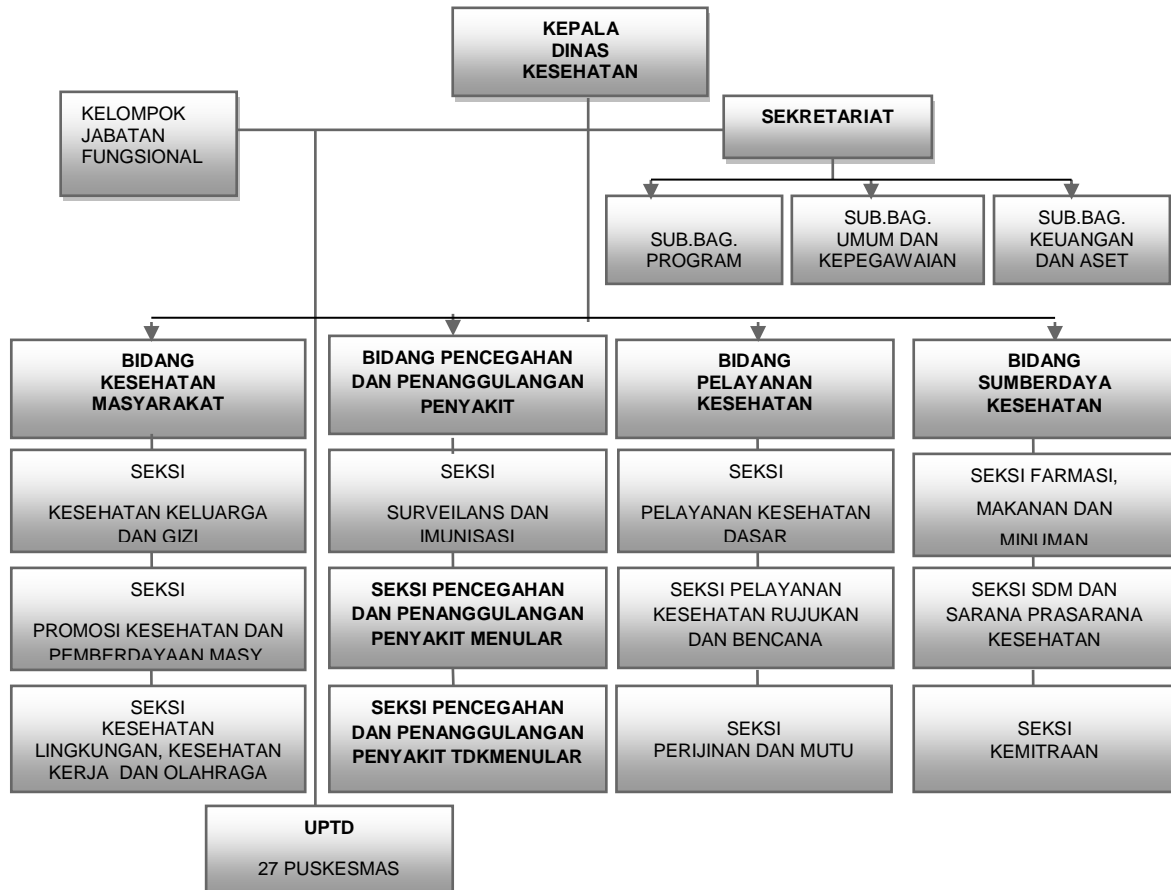 KEPALA
DINAS
KESEHATAN
KELOMPOK
JABATAN
FUNGSIONAL
SEKRETARIAT
SUB.BAG.
PROGRAM
SUB.BAG.
UMUM DAN
KEPEGAWAIAN
SUB.BAG.
KEUANGAN
DAN ASET
BIDANG
KESEHATAN
MASYARAKAT
BIDANG PENCEGAHAN
DAN PENANGGULANGAN
PENYAKIT
BIDANG
PELAYANAN
KESEHATAN
BIDANG
SUMBERDAYA
KESEHATAN
SEKSI
KESEHATAN KELUARGA
DAN GIZI
SEKSI
SURVEILANS DAN
IMUNISASI
SEKSI
PELAYANAN KESEHATAN
DASAR
SEKSI FARMASI,
MAKANAN DAN
MINUMAN
SEKSI
PROMOSI KESEHATAN DAN
PEMBERDAYAAN MASY
SEKSI PENCEGAHAN
DAN PENANGGULANGAN
PENYAKIT MENULAR
SEKSI PELAYANAN
KESEHATAN RUJUKAN
DAN BENCANA
SEKSI SDM DAN
SARANA PRASARANA
KESEHATAN
SEKSI
KESEHATAN
LINGKUNGAN, KESEHATAN
KERJA DAN OLAHRAGA
SEKSI PENCEGAHAN
DAN PENANGGULANGAN
PENYAKIT TDKMENULAR
SEKSI
PERIJINAN DAN MUTU
SEKSI
KEMITRAAN
UPTD
27 PUSKESMAS